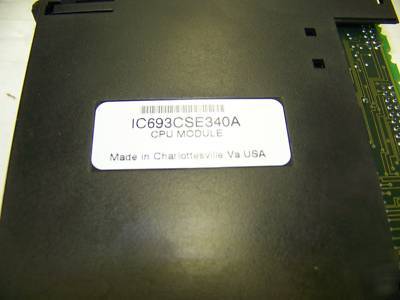 IC693CSE340A
CPU MODULE
Made in Charlottesville Va USA